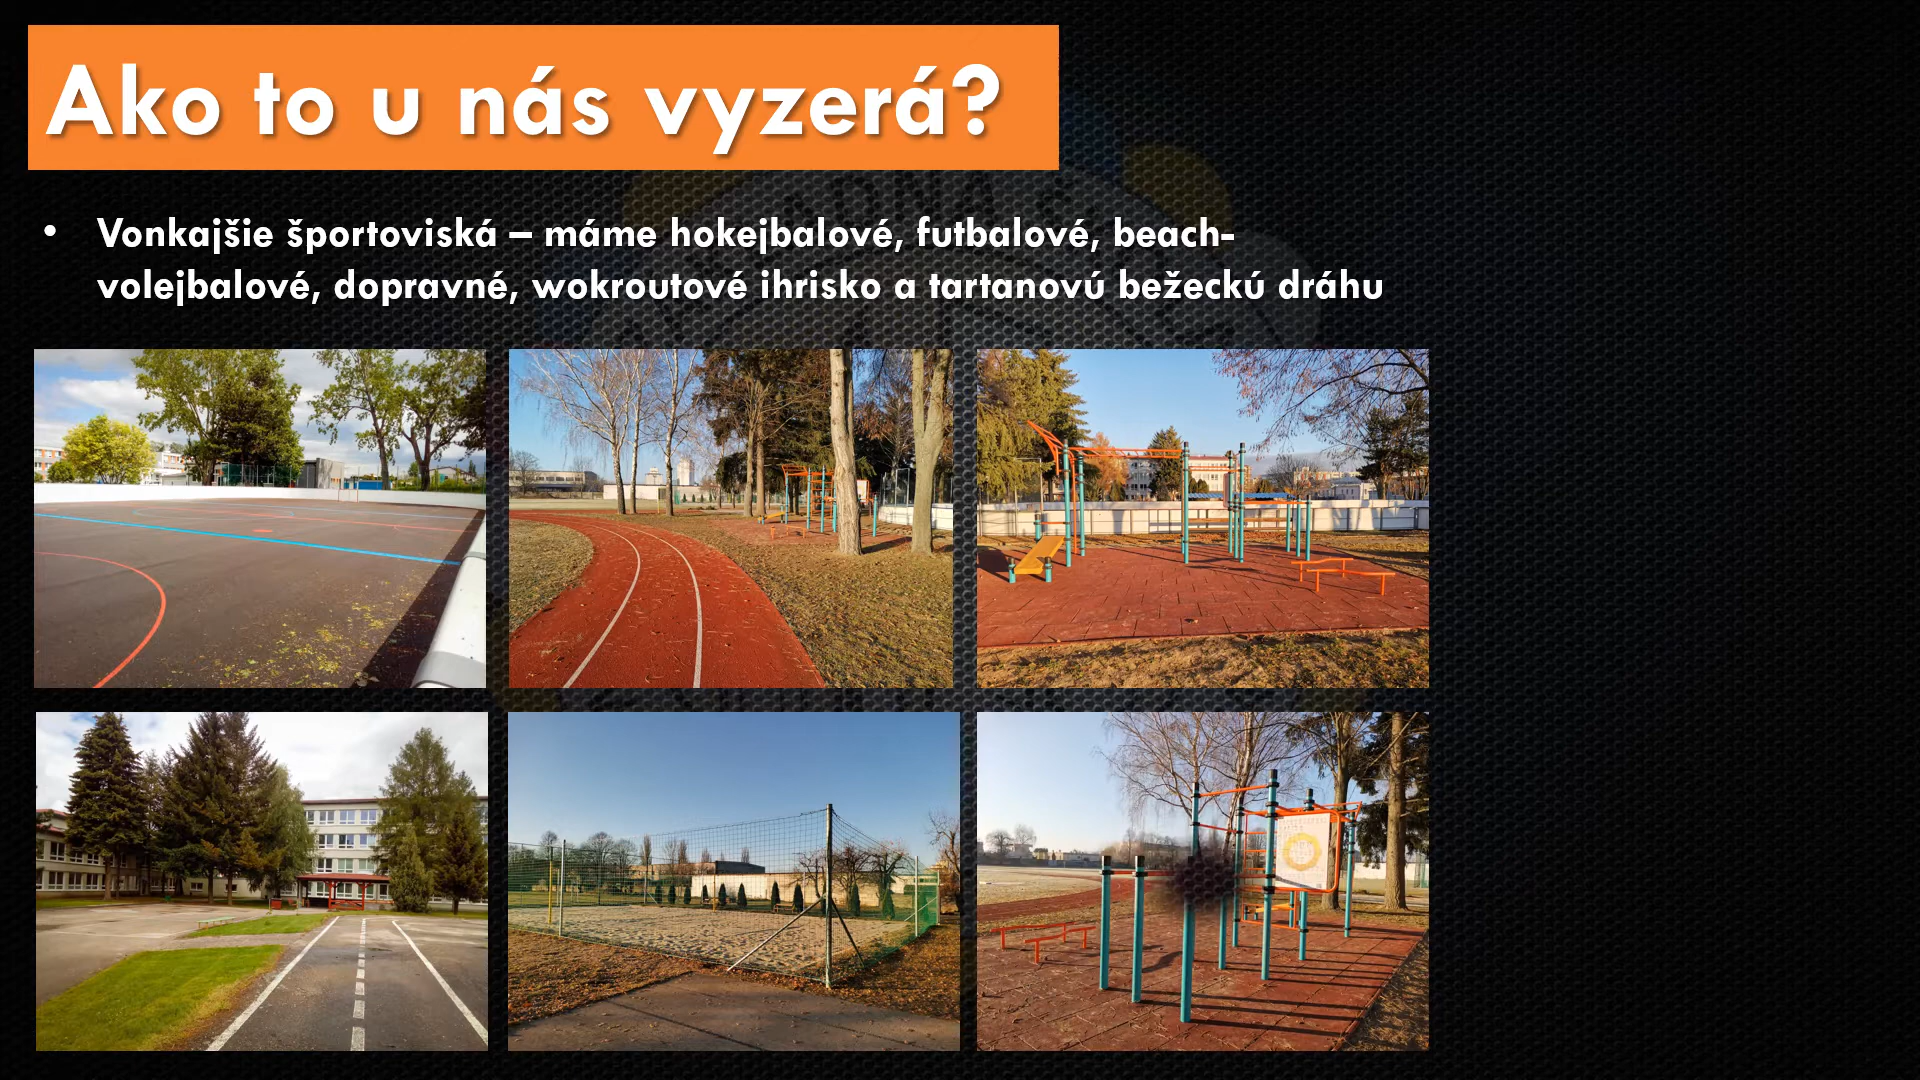 Ako to u nás vyzerá?
• Vonkajšie športoviská – máme hokejbalové, futbalové, beach-
volejbalové, dopravné, wokroutové ihrisko a tartanovú bežeckú dráhu